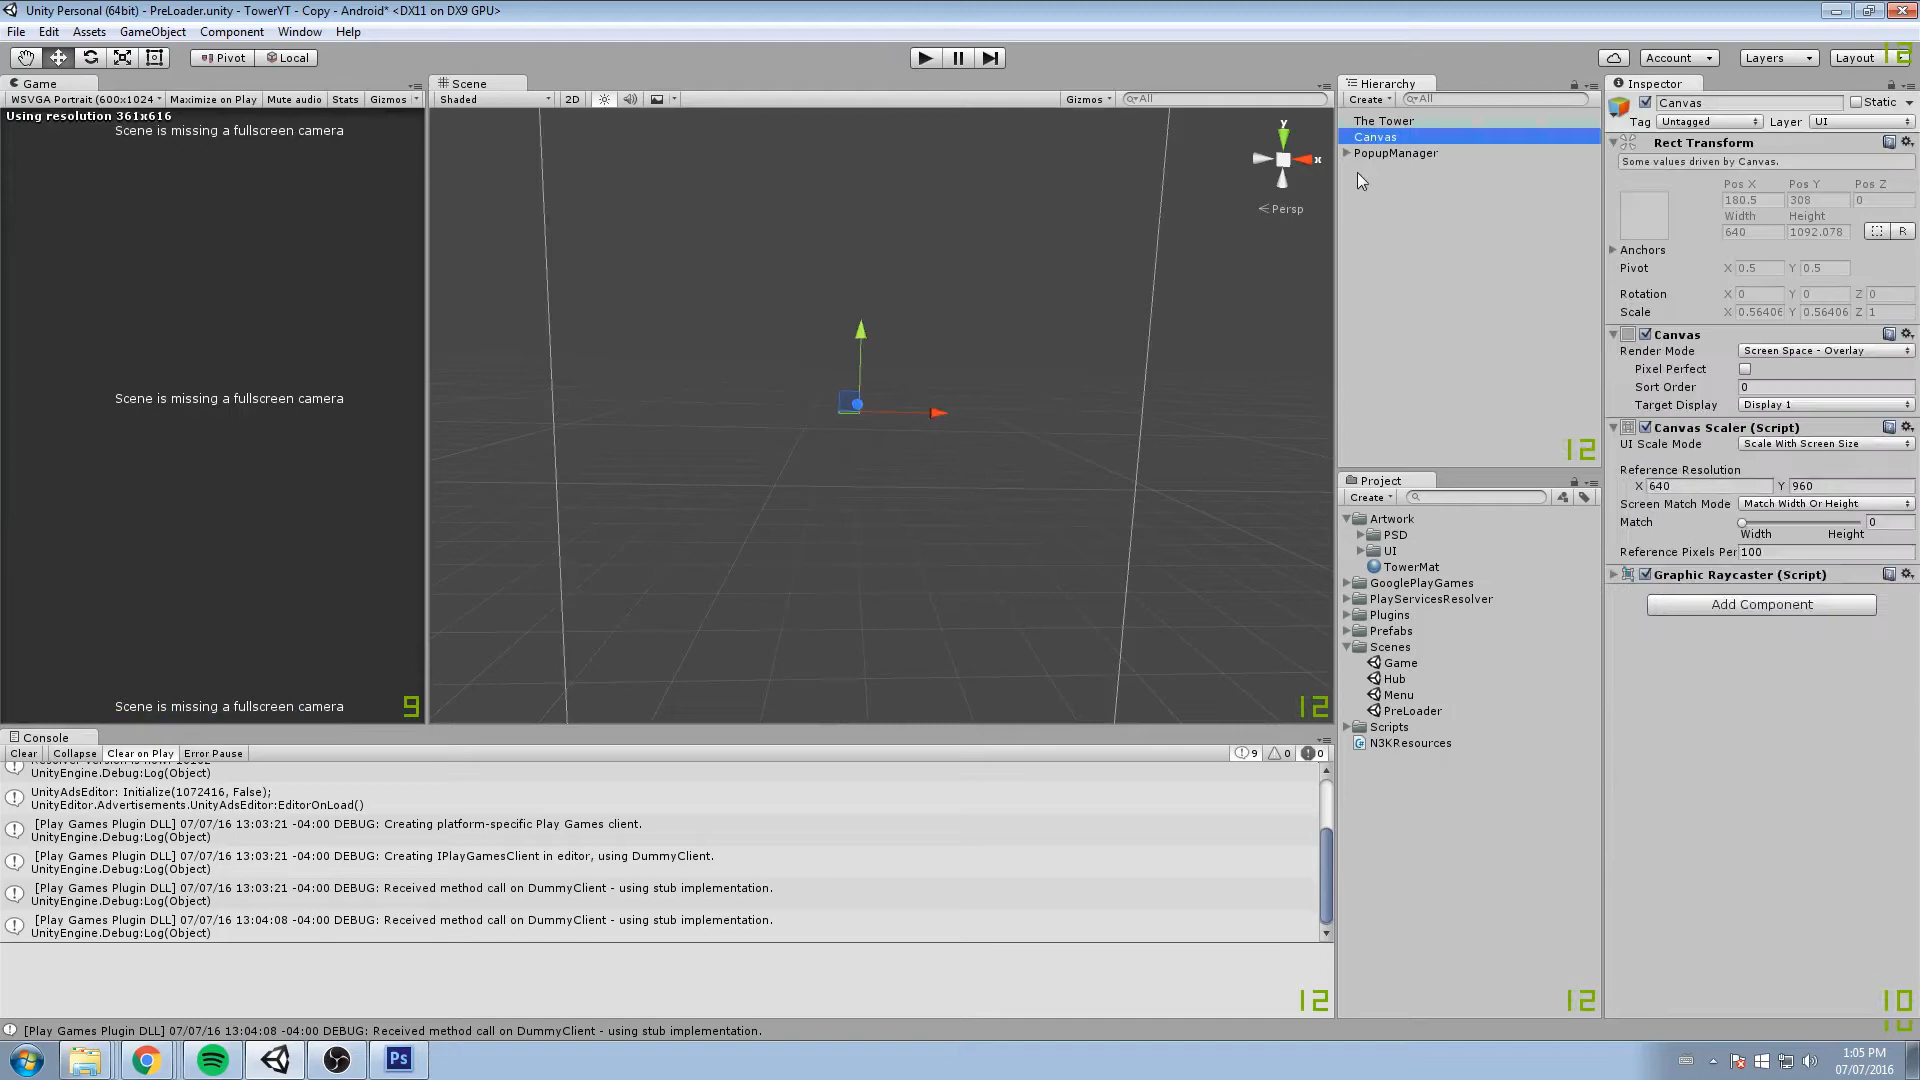 Unity Personal (64bit) - PreLoader.unity - TowerYT - Copy - Android* <DX11 on DX9 GPU>
File Edit Assets GameObject Component Window Help
Pivot Local Account Layers Layout 12
Game
WSVGA Portrait (600x1024 Maximize on Play Mute audio Stats Gizmos
Using resolution 361x616
Scene is missing a fullscreen camera
Scene is missing a fullscreen camera
Scene is missing a fullscreen camera
9
Scene
Shaded 2D Gizmos All
y
x
Persp
12
Hierarchy
Create All
The Tower
Canvas
PopupManager
12
Project
Create
Artwork
PSD
UI
TowerMat
GooglePlayGames
PlayServicesResolver
Plugins
Prefabs
Scenes
Game
Hub
Menu
PreLoader
Scripts
N3KResources
12
Inspector
Canvas Static
Tag Untagged Layer UI
Rect Transform
Some values driven by Canvas.
Pos X Pos Y Pos Z
180.5 308 0
Width Height
640 1092.078 R
Anchors
Pivot X 0.5 Y 0.5
Rotation X 0 Y 0 Z 0
Scale X 0.56406 Y 0.56406 Z 1
Canvas
Render Mode Screen Space - Overlay
Pixel Perfect
Sort Order 0
Target Display Display 1
Canvas Scaler (Script)
UI Scale Mode Scale With Screen Size
Reference Resolution
X 640 Y 960
Screen Match Mode Match Width Or Height
Match 0
Width Height
Reference Pixels Per 100
Graphic Raycaster (Script)
Add Component
10
10
Console
Clear Collapse Clear on Play Error Pause 9 0 0
UnityEngine.Debug:Log(Object)
UnityAdsEditor: Initialize(1072416, False);
UnityEditor.Advertisements.UnityAdsEditor:EditorOnLoad()
[Play Games Plugin DLL] 07/07/16 13:03:21 -04:00 DEBUG: Creating platform-specific Play Games client.
UnityEngine.Debug:Log(Object)
[Play Games Plugin DLL] 07/07/16 13:03:21 -04:00 DEBUG: Creating IPlayGamesClient in editor, using DummyClient.
UnityEngine.Debug:Log(Object)
[Play Games Plugin DLL] 07/07/16 13:03:21 -04:00 DEBUG: Received method call on DummyClient - using stub implementation.
UnityEngine.Debug:Log(Object)
[Play Games Plugin DLL] 07/07/16 13:04:08 -04:00 DEBUG: Received method call on DummyClient - using stub implementation.
UnityEngine.Debug:Log(Object)
12
[Play Games Plugin DLL] 07/07/16 13:04:08 -04:00 DEBUG: Received method call on DummyClient - using stub implementation.
Ps
1:05 PM
07/07/2016